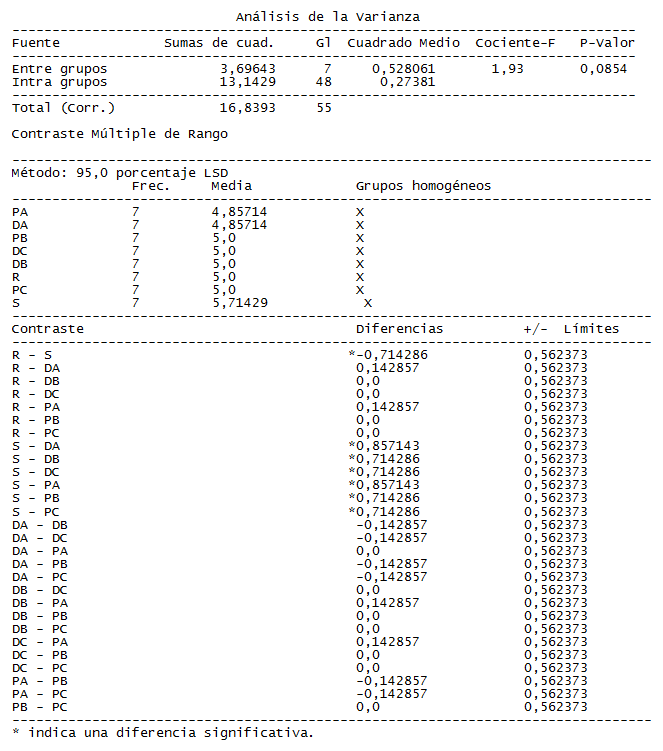 Análisis de la Varianza
--------------------------------------------------------------------------------
Fuente Sumas de cuad. Gl Cuadrado Medio Cociente-F P-Valor
--------------------------------------------------------------------------------
Entre grupos 3,69643 7 0,528061 1,93 0,0854
Intra grupos 13,1429 48 0,27381
--------------------------------------------------------------------------------
Total (Corr.) 16,8393 55
Contraste Múltiple de Rango
--------------------------------------------------------------------------------
Método: 95,0 porcentaje LSD
Frec. Media Grupos homogéneos
--------------------------------------------------------------------------------
PA 7 4,85714 X
DA 7 4,85714 X
PB 7 5,0 X
DC 7 5,0 X
DB 7 5,0 X
R 7 5,0 X
PC 7 5,0 X
S 7 5,71429 X
--------------------------------------------------------------------------------
Contraste Diferencias +/- Límites
--------------------------------------------------------------------------------
R - S *-0,714286 0,562373
R - DA 0,142857 0,562373
R - DB 0,0 0,562373
R - DC 0,0 0,562373
R - PA 0,142857 0,562373
R - PB 0,0 0,562373
R - PC 0,0 0,562373
S - DA *0,857143 0,562373
S - DB *0,714286 0,562373
S - DC *0,714286 0,562373
S - PA *0,857143 0,562373
S - PB *0,714286 0,562373
S - PC *0,714286 0,562373
DA - DB -0,142857 0,562373
DA - DC -0,142857 0,562373
DA - PA 0,0 0,562373
DA - PB -0,142857 0,562373
DA - PC -0,142857 0,562373
DB - DC 0,0 0,562373
DB - PA 0,142857 0,562373
DB - PB 0,0 0,562373
DB - PC 0,0 0,562373
DC - PA 0,142857 0,562373
DC - PB 0,0 0,562373
DC - PC 0,0 0,562373
PA - PB -0,142857 0,562373
PA - PC -0,142857 0,562373
PB - PC 0,0 0,562373
--------------------------------------------------------------------------------
* indica una diferencia significativa.